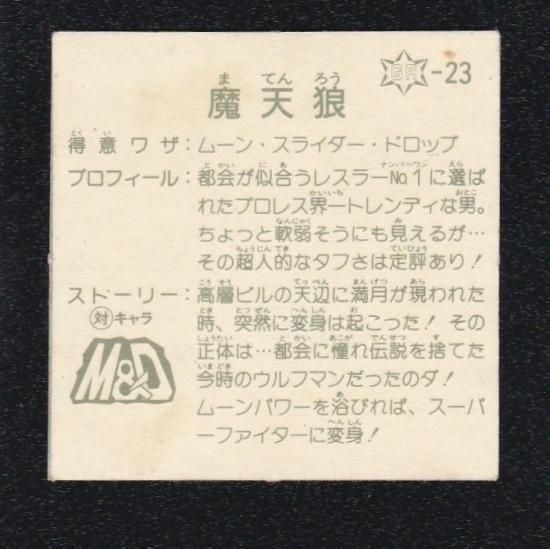 GR-23
魔天狼
得意ワザ：ムーン・スライダー・ドロップ
プロフィール：都会が似合うレスラーNo.1に選ば
れたプロレス界一トレンディな男。
ちょっと軟弱そうにも見えるが…
その超人的なタフさは定評あり！
ストーリー：高層ビルの天辺に満月が現われた
時、突然に変身は起こった！その
正体は…都会に憧れ伝説を捨てた
今時のウルフマンだったのダ！
ムーンパワーを浴びれば、スーパ
ーファイターに変身！
対キャラ
M&D